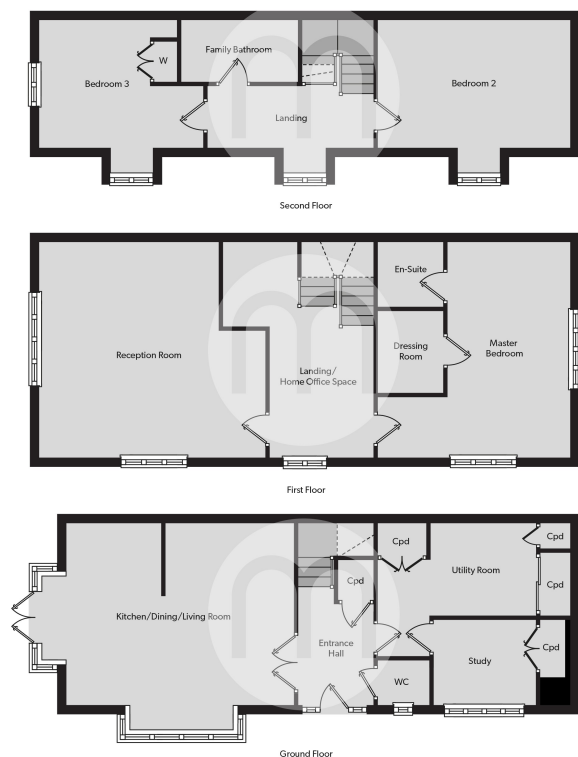 Family Bathroom
W
Bedroom 3
Bedroom 2
Landing
Second Floor
En-Suite
Reception Room
Dressing
Room
Master
Bedroom
Landing/
Home Office Space
First Floor
Cpd
Cpd
Utility Room
Cpd
Cpd
Kitchen/Dining/Living Room
Entrance
Hall
Cpd
Study
WC
Ground Floor